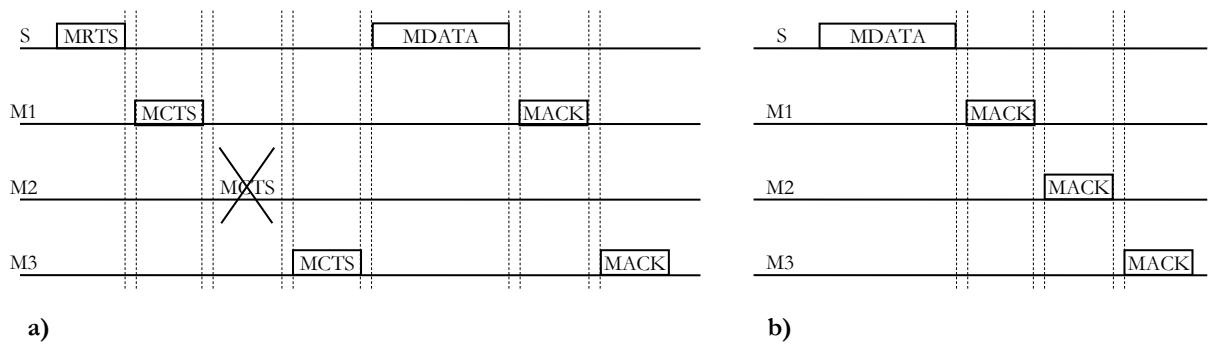 S MRTS MDATA
M1 MCTS MACK
M2 MCTS
M3 MCTS MACK
a)
S MDATA
M1 MACK
M2 MACK
M3 MACK
b)